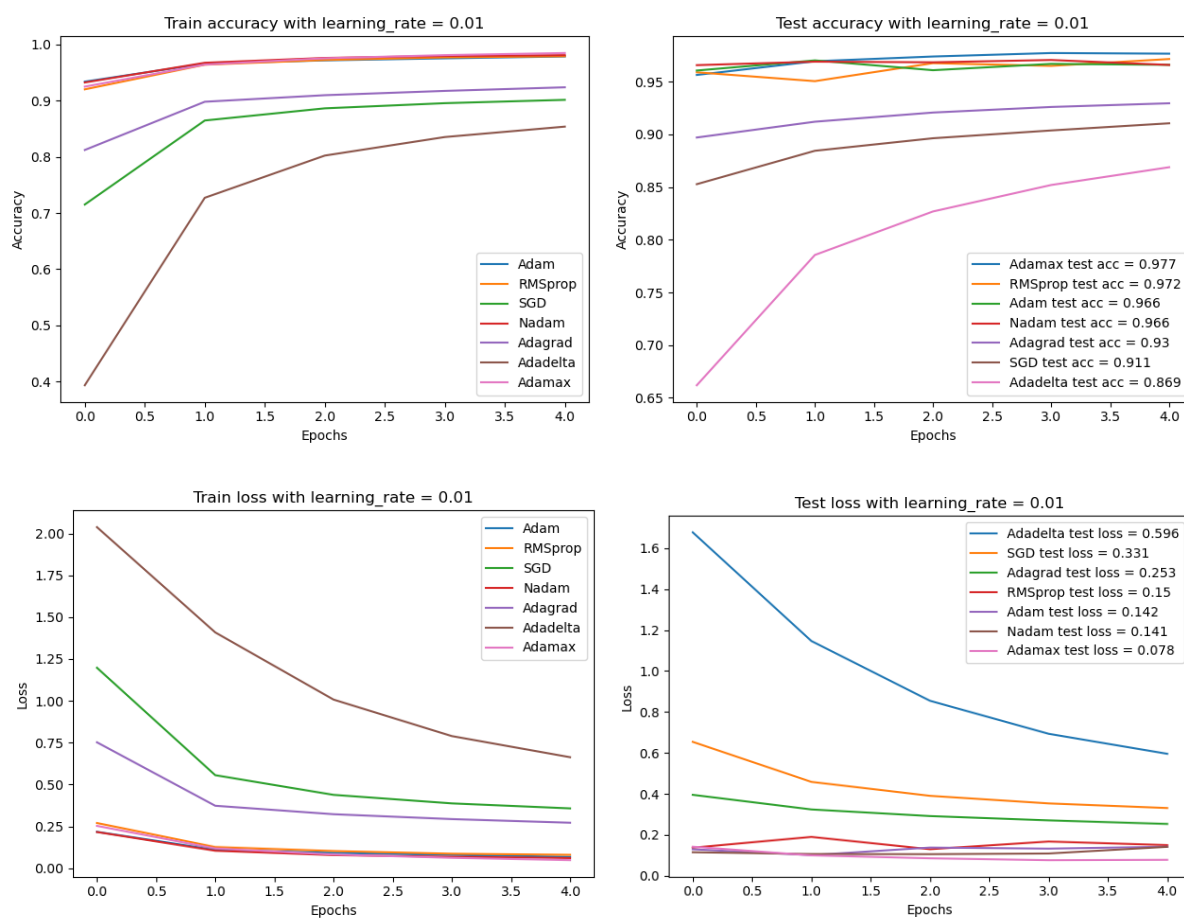 Train accuracy with learning_rate = 0.01
1.0
0.9
0.8
0.7
0.6
0.5
0.4
Accuracy
Adam
RMSprop
SGD
Nadam
Adagrad
Adadelta
Adamax
0.0 0.5 1.0 1.5 2.0 2.5 3.0 3.5 4.0
Epochs
Test accuracy with learning_rate = 0.01
0.95
0.90
0.85
0.80
0.75
0.70
0.65
Accuracy
Adamax test acc = 0.977
RMSprop test acc = 0.972
Adam test acc = 0.966
Nadam test acc = 0.966
Adagrad test acc = 0.93
SGD test acc = 0.911
Adadelta test acc = 0.869
0.0 0.5 1.0 1.5 2.0 2.5 3.0 3.5 4.0
Epochs
Train loss with learning_rate = 0.01
2.00
1.75
1.50
1.25
1.00
0.75
0.50
0.25
0.00
Loss
Adam
RMSprop
SGD
Nadam
Adagrad
Adadelta
Adamax
0.0 0.5 1.0 1.5 2.0 2.5 3.0 3.5 4.0
Epochs
Test loss with learning_rate = 0.01
1.6
1.4
1.2
1.0
0.8
0.6
0.4
0.2
0.0
Loss
Adadelta test loss = 0.596
SGD test loss = 0.331
Adagrad test loss = 0.253
RMSprop test loss = 0.15
Adam test loss = 0.142
Nadam test loss = 0.141
Adamax test loss = 0.078
0.0 0.5 1.0 1.5 2.0 2.5 3.0 3.5 4.0
Epochs